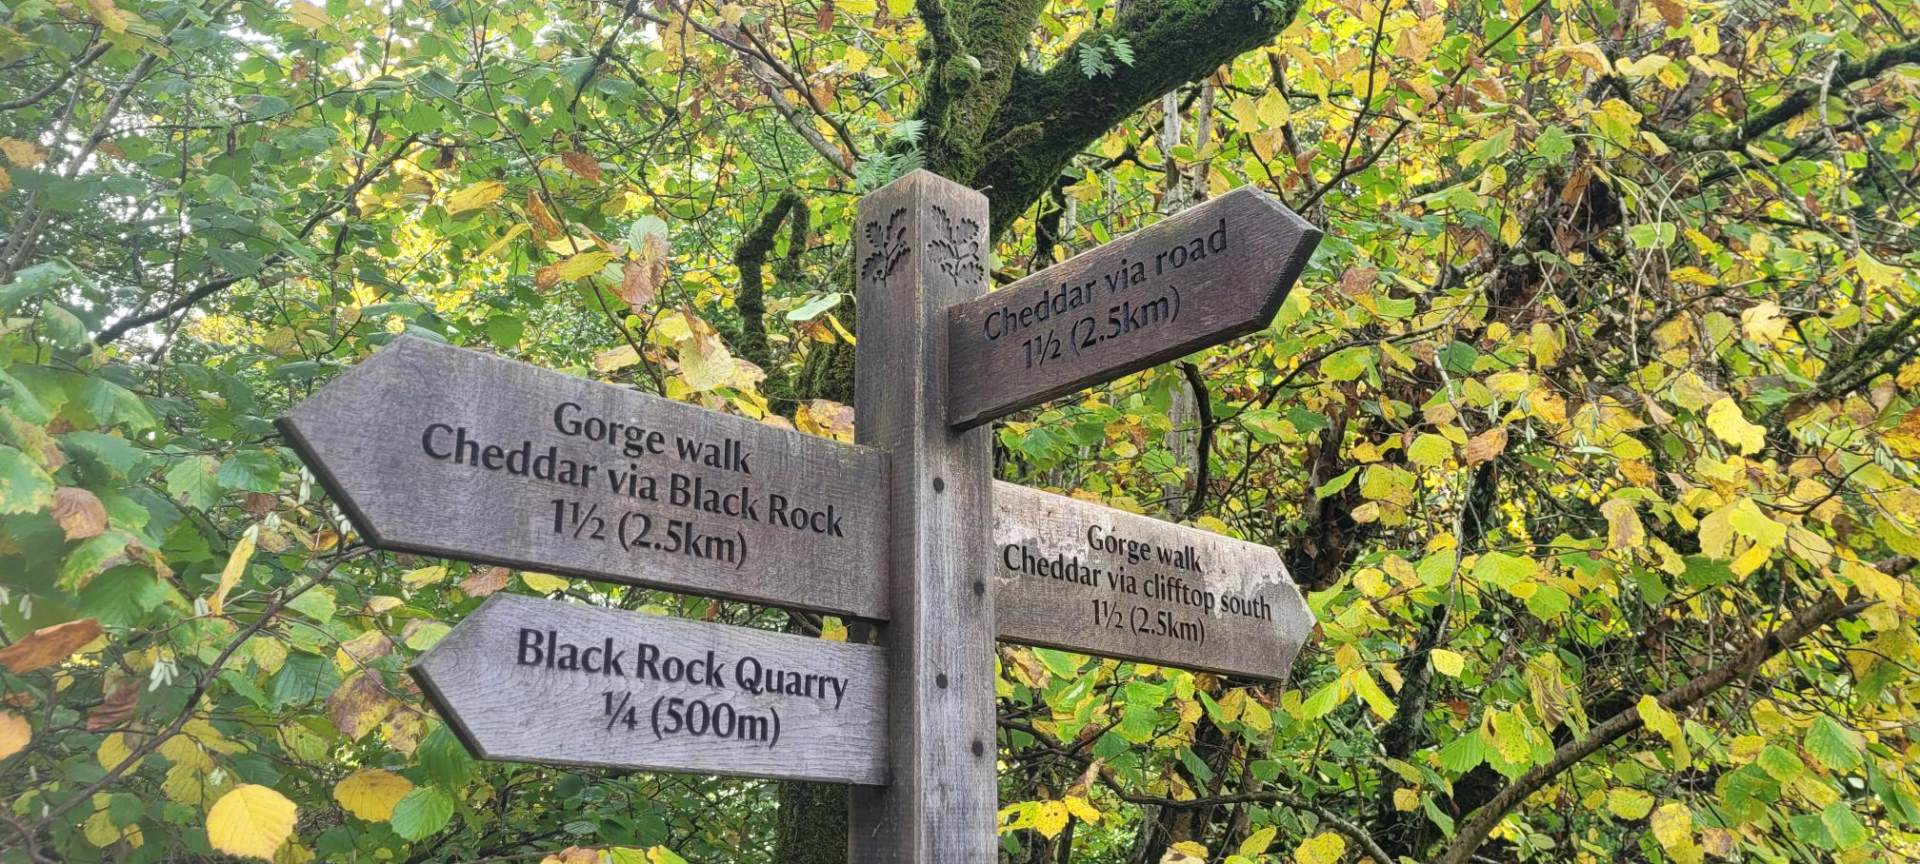 Cheddar via road
1½ (2.5km)
Gorge walk
Cheddar via Black Rock
1½ (2.5km)
Gorge walk
Cheddar via clifftop south
1½ (2.5km)
Black Rock Quarry
¼ (500m)